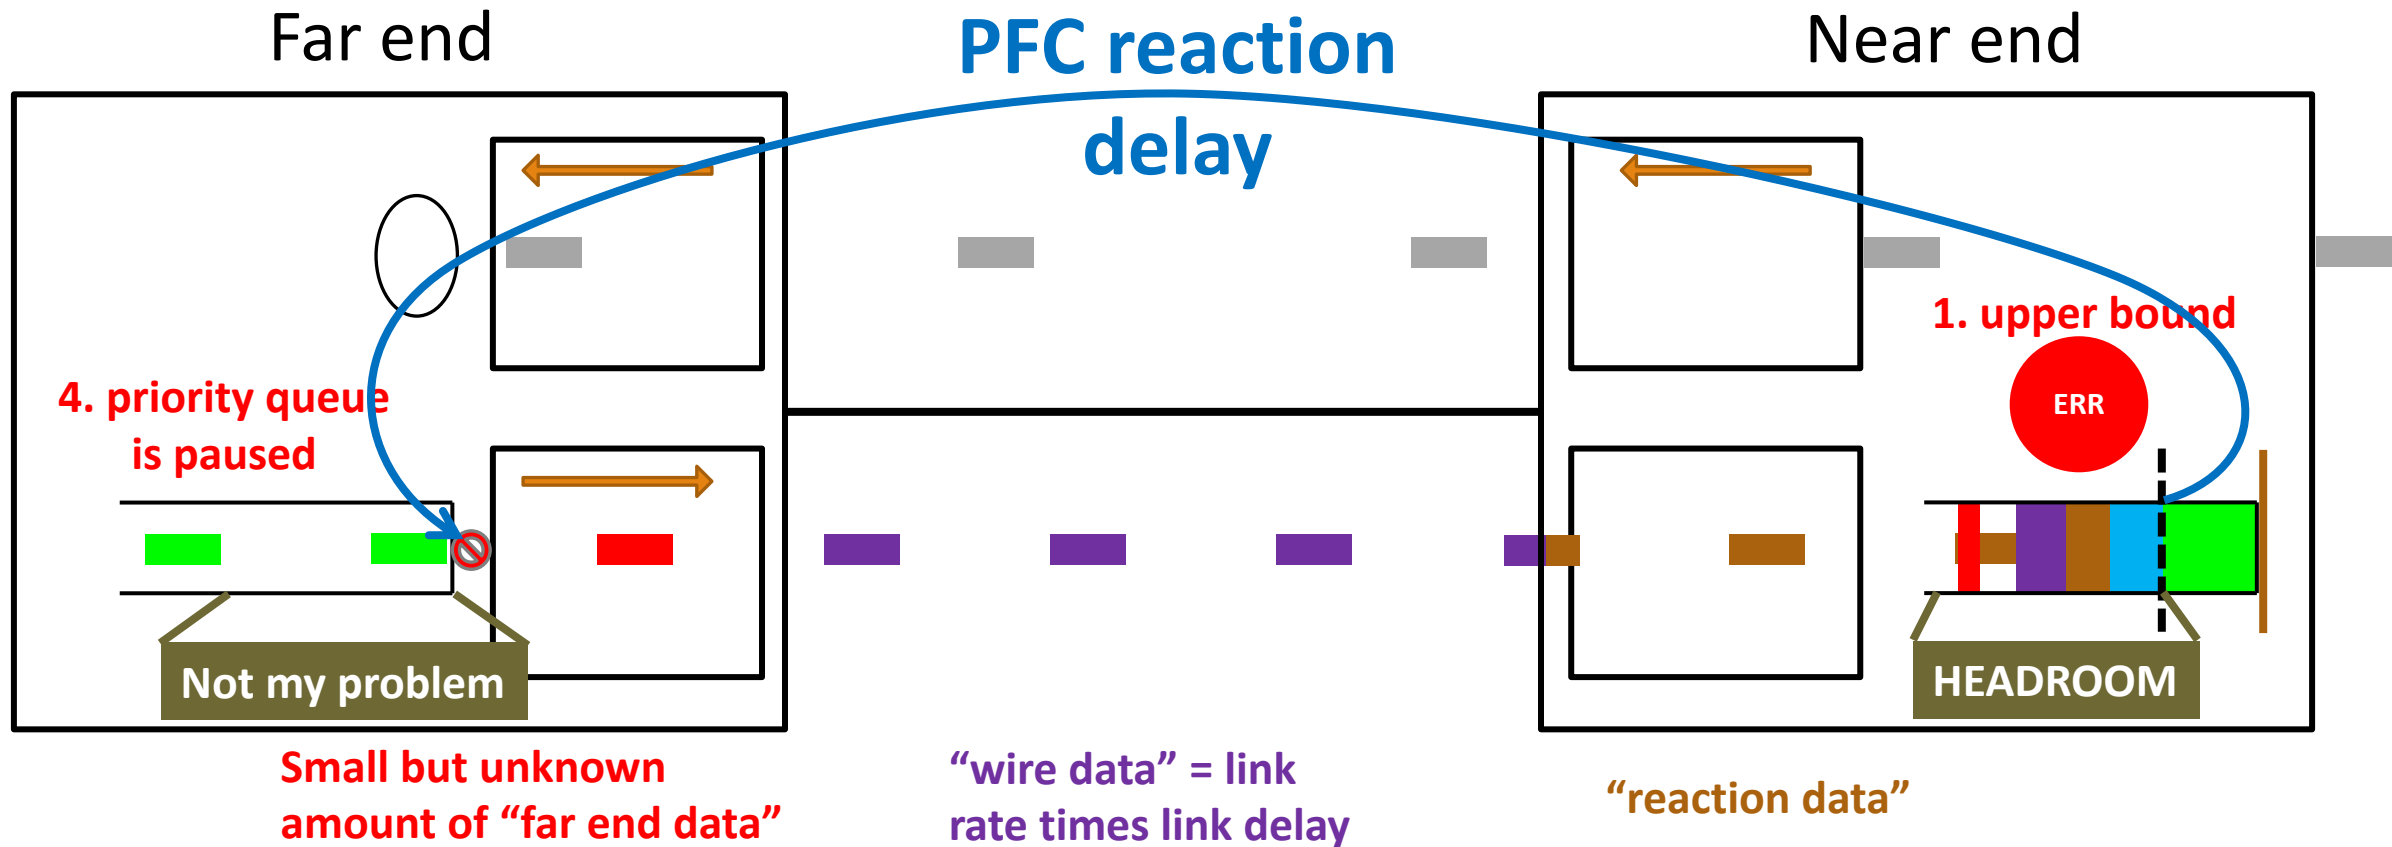 Far end
PFC reaction
delay
Near end
1. upper bound
ERR
4. priority queue
is paused
Not my problem
HEADROOM
Small but unknown
amount of “far end data”
“wire data” = link
rate times link delay
“reaction data”